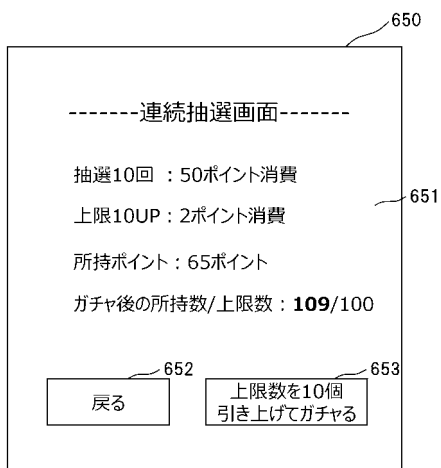 650
-------連続抽選画面-------
抽選10回 : 50ポイント消費
651
上限10UP : 2ポイント消費
所持ポイント : 65ポイント
ガチャ後の所持数/上限数 : 109/100
652
653
戻る
上限数を10個
引き上げてガチャる